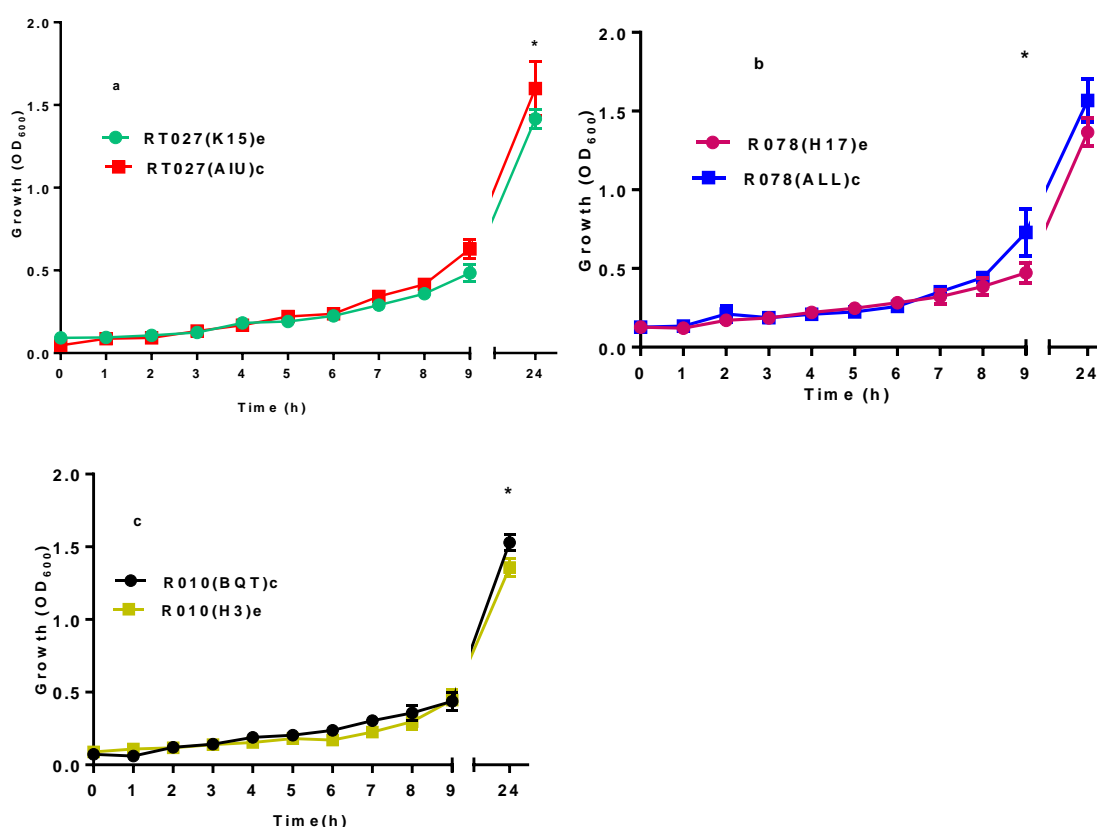 a
*
RT027(K15)e
RT027(AIU)c
Growth (OD600)
2.0
1.5
1.0
0.5
0.0
0 1 2 3 4 5 6 7 8 9 24
Time (h)
b
*
R078(H17)e
R078(ALL)c
Growth (OD600)
2.0
1.5
1.0
0.5
0.0
0 1 2 3 4 5 6 7 8 9 24
Time (h)
c
*
R010(BQT)c
R010(H3)e
Growth (OD600)
2.0
1.5
1.0
0.5
0.0
0 1 2 3 4 5 6 7 8 9 24
Time(h)